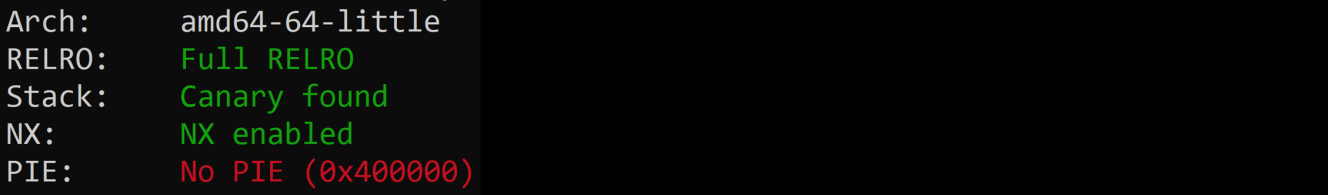 Arch: amd64-64-little
RELRO: Full RELRO
Stack: Canary found
NX: NX enabled
PIE: No PIE (0x400000)